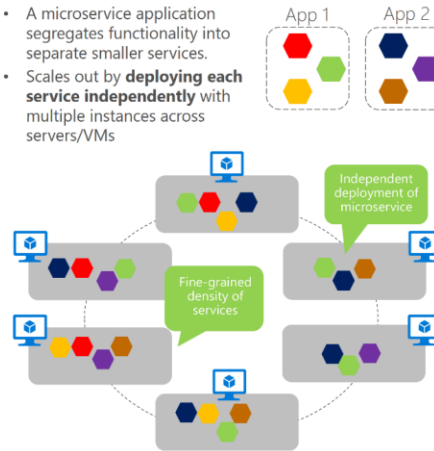 • A microservice application
segregates functionality into
separate smaller services.
• Scales out by deploying each
service independently with
multiple instances across
servers/VMs
App 1
App 2
Independent
deployment of
microservice
Fine-grained
density of
services